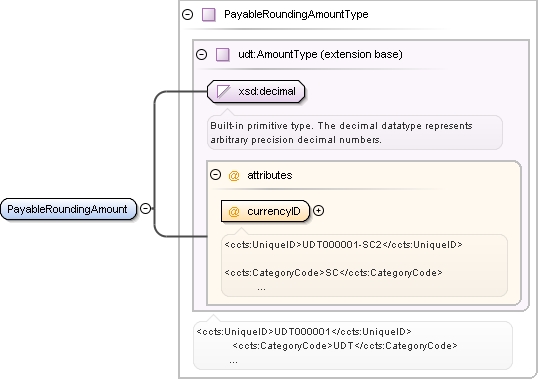 PayableRoundingAmountType
udt:AmountType (extension base)
xsd:decimal
Built-in primitive type. The decimal datatype represents
arbitrary precision decimal numbers.
@ attributes
PayableRoundingAmount
@ currencyID
<ccts:UniqueID>UDT000001-SC2</ccts:UniqueID>
<ccts:CategoryCode>SC</ccts:CategoryCode>
...
<ccts:UniqueID>UDT000001</ccts:UniqueID>
<ccts:CategoryCode>UDT</ccts:CategoryCode>
...